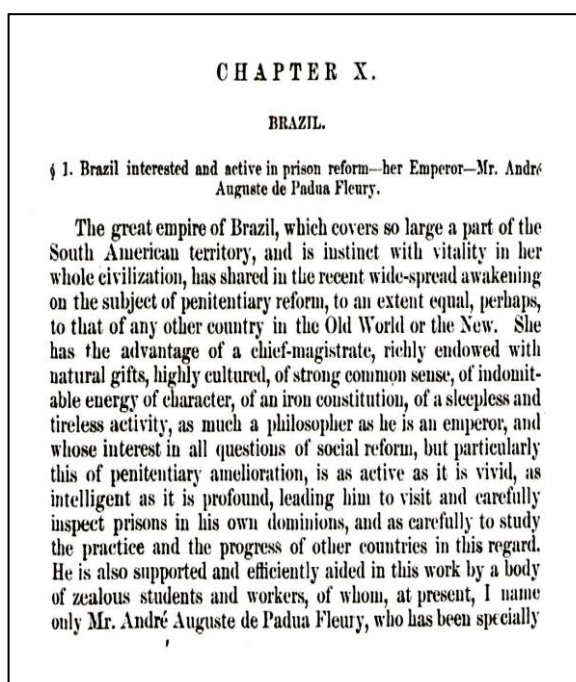 CHAPTER X.
BRAZIL.
§ 1. Brazil interested and active in prison reform—her Emperor—Mr. André
Auguste de Padua Fleury.
The great empire of Brazil, which covers so large a part of the
South American territory, and is instinct with vitality in her
whole civilization, has shared in the recent wide-spread awakening
on the subject of penitentiary reform, to an extent equal, perhaps,
to that of any other country in the Old World or the New. She
has the advantage of a chief-magistrate, richly endowed with
natural gifts, highly cultured, of strong common sense, of indomit-
able energy of character, of an iron constitution, of a sleepless and
tireless activity, as much a philosopher as he is an emperor, and
whose interest in all questions of social reform, but particularly
this of penitentiary amelioration, is as active as it is vivid, as
intelligent as it is profound, leading him to visit and carefully
inspect prisons in his own dominions, and as carefully to study
the practice and the progress of other countries in this regard.
He is also supported and efficiently aided in this work by a body
of zealous students and workers, of whom, at present, I name
only Mr. André Auguste de Padua Fleury, who has been specially